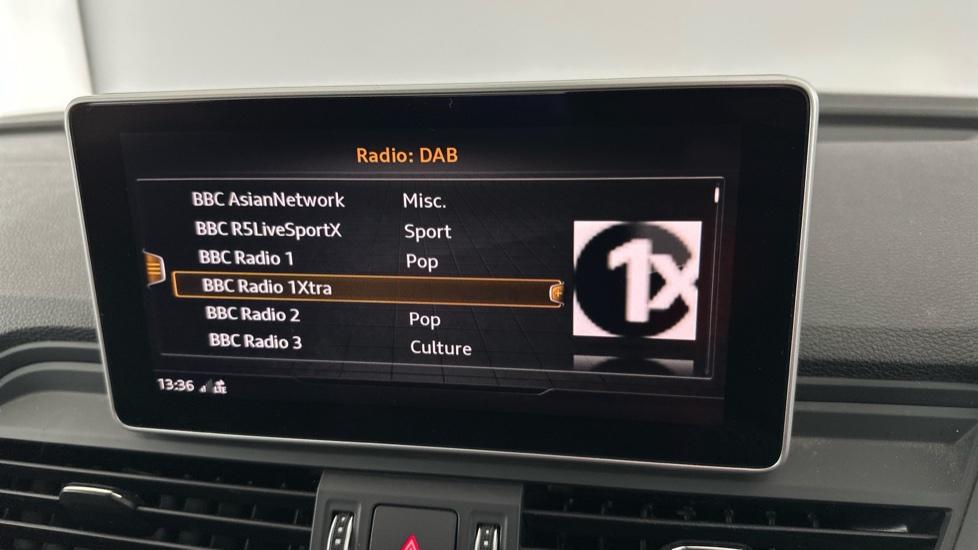 Radio: DAB
BBC AsianNetwork Misc.
BBC R5LiveSportX Sport
BBC Radio 1 Pop
BBC Radio 1Xtra
BBC Radio 2 Pop
BBC Radio 3 Culture
1x
13:36 LTE